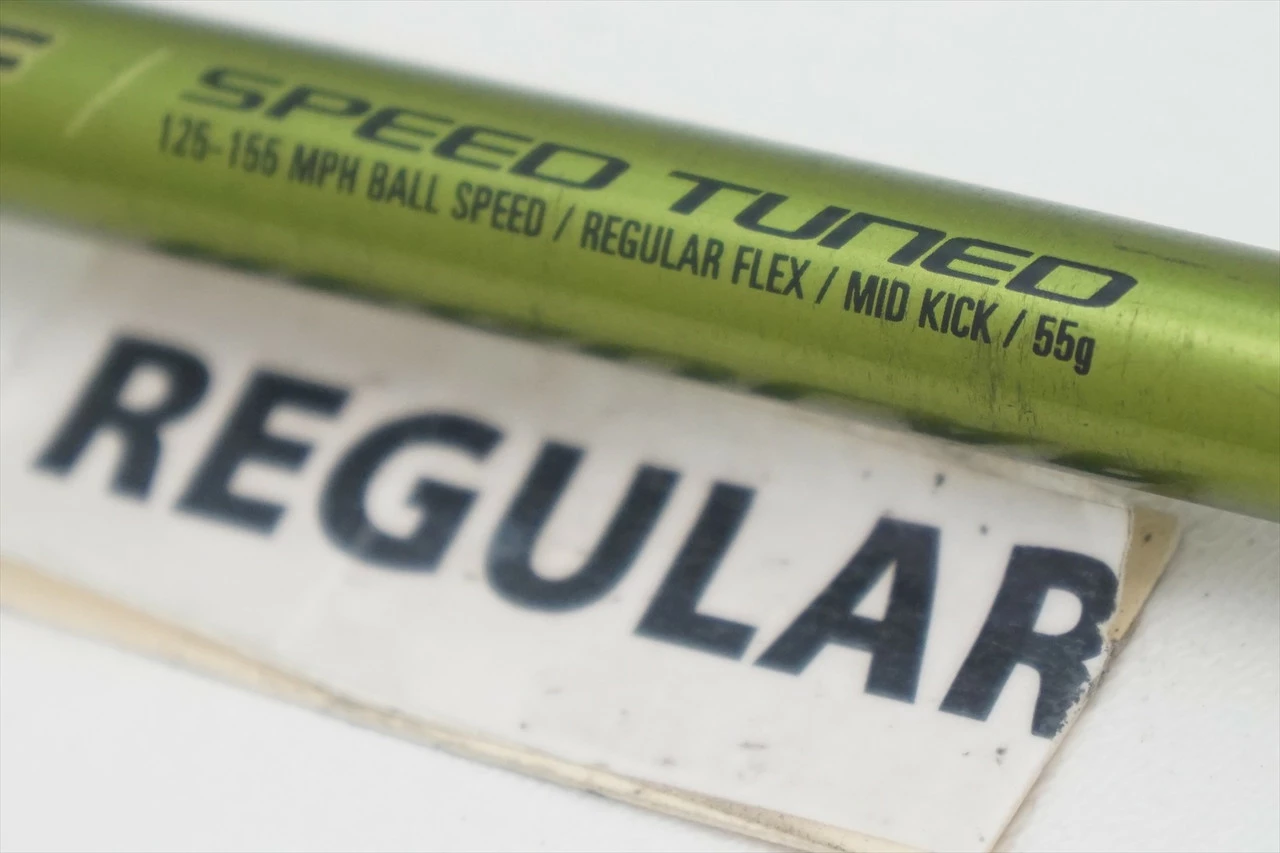 SPEED TUNED
125-155 MPH BALL SPEED / REGULAR FLEX / MID KICK / 55g
REGULAR